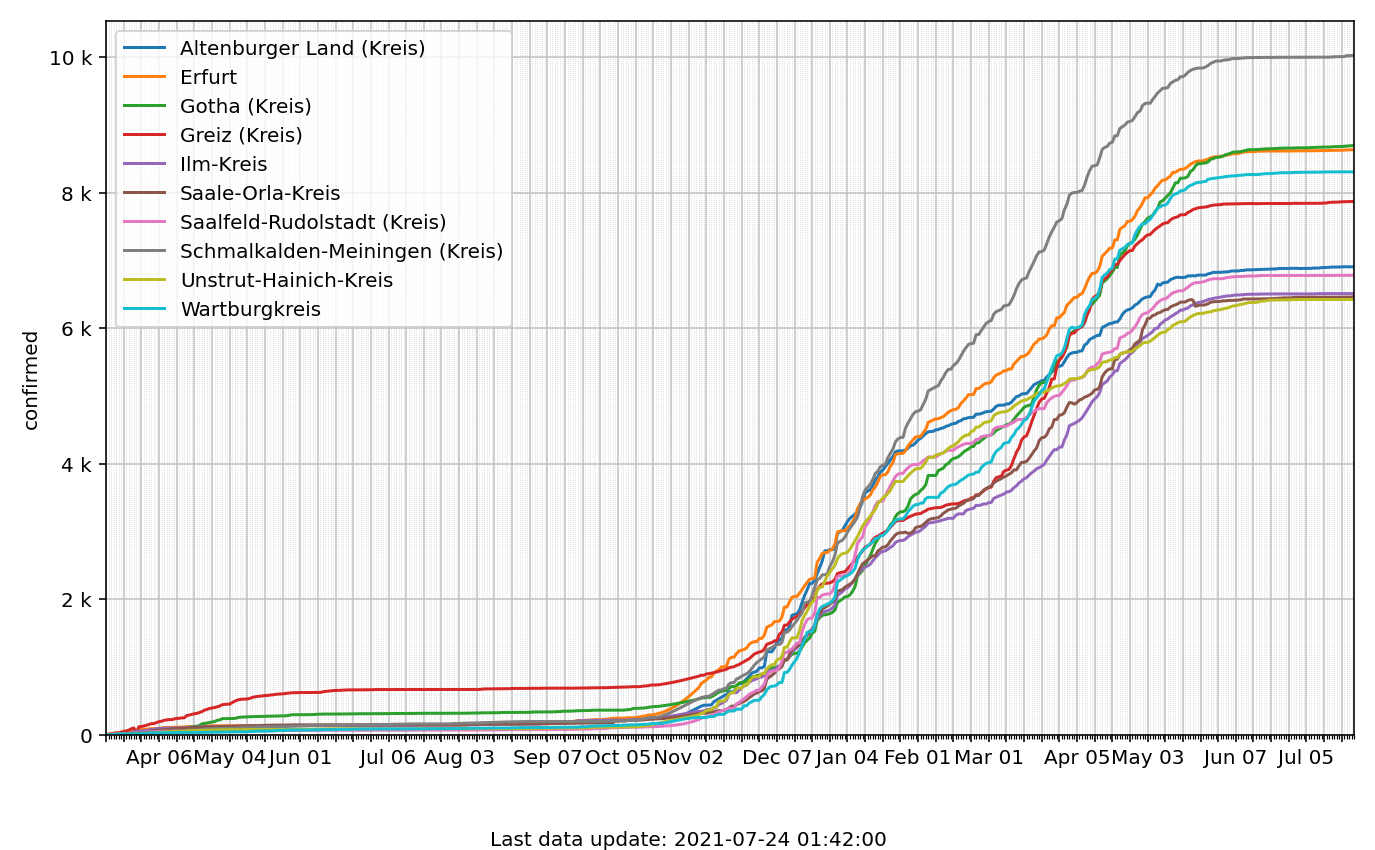 10 k
8 k
6 k
4 k
2 k
0
confirmed
Altenburger Land (Kreis)
Erfurt
Gotha (Kreis)
Greiz (Kreis)
Ilm-Kreis
Saale-Orla-Kreis
Saalfeld-Rudolstadt (Kreis)
Schmalkalden-Meiningen (Kreis)
Unstrut-Hainich-Kreis
Wartburgkreis
Apr 06 May 04 Jun 01 Jul 06 Aug 03 Sep 07 Oct 05 Nov 02 Dec 07 Jan 04 Feb 01 Mar 01 Apr 05 May 03 Jun 07 Jul 05
Last data update: 2021-07-24 01:42:00